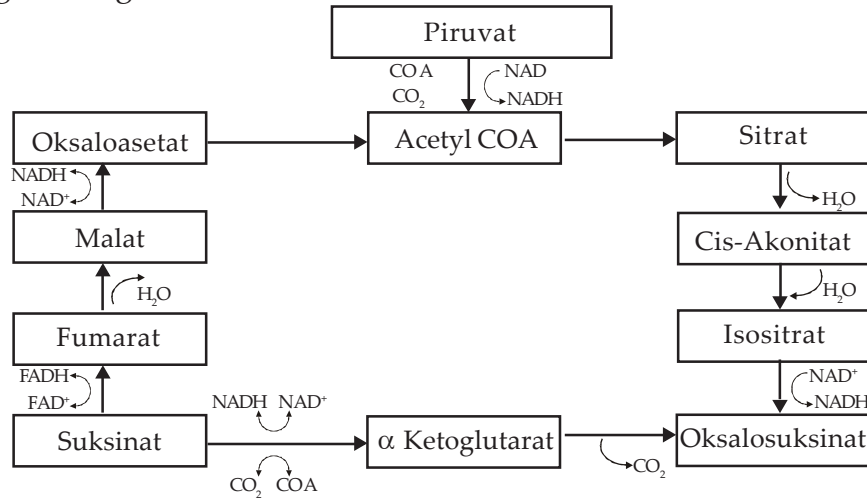 Piruvat
COA NAD
CO₂ NADH
Oksaloasetat Acetyl COA Sitrat
NADH
NAD⁺ H₂O
Malat Cis-Akonitat
H₂O H₂O
Fumarat Isositrat
FADH NAD⁺
FAD⁺ NADH NAD⁺ NADH
Suksinat α Ketoglutarat Oksalosuksinat
CO₂ COA CO₂